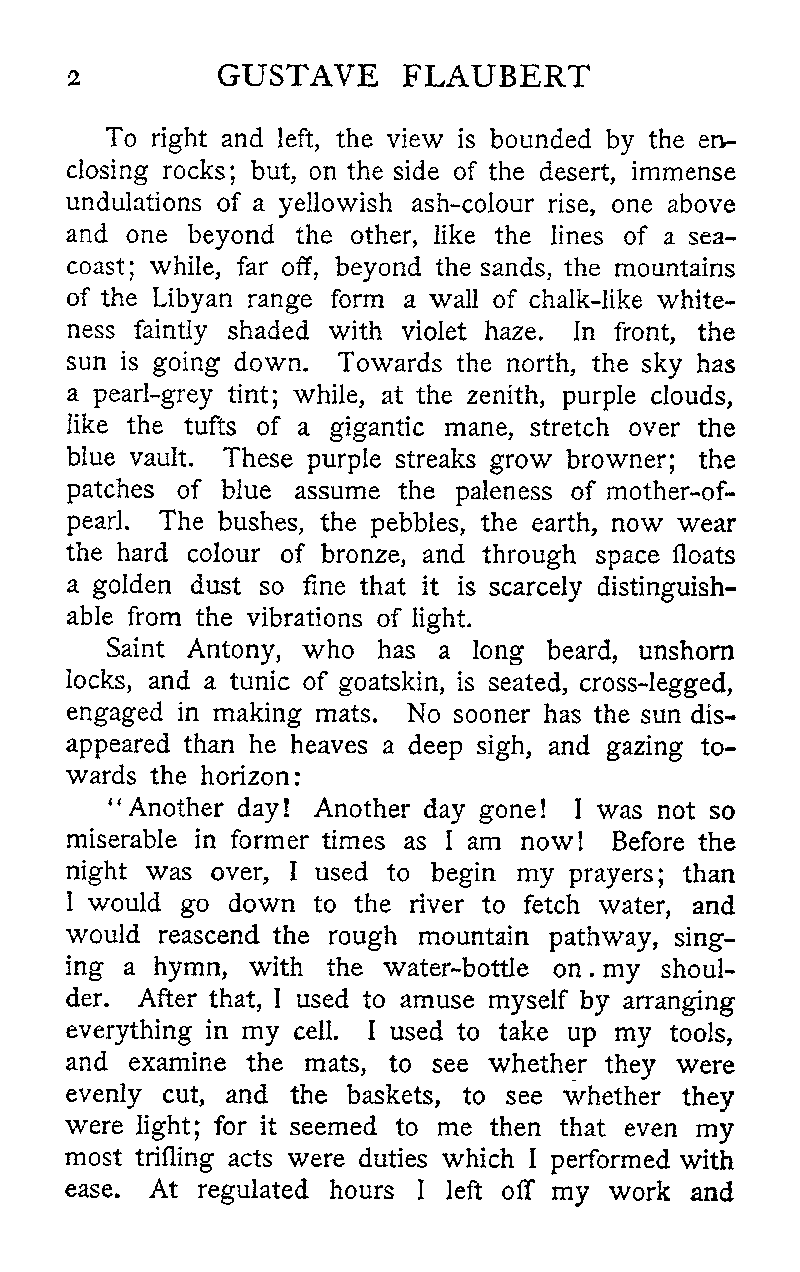 2 GUSTAVE FLAUBERT
To right and left, the view is bounded by the en-
closing rocks; but, on the side of the desert, immense
undulations of a yellowish ash-colour rise, one above
and one beyond the other, like the lines of a sea-
coast; while, far off, beyond the sands, the mountains
of the Libyan range form a wall of chalk-like white-
ness faintly shaded with violet haze. In front, the
sun is going down. Towards the north, the sky has
a pearl-grey tint; while, at the zenith, purple clouds,
like the tufts of a gigantic mane, stretch over the
blue vault. These purple streaks grow browner; the
patches of blue assume the paleness of mother-of-
pearl. The bushes, the pebbles, the earth, now wear
the hard colour of bronze, and through space floats
a golden dust so fine that it is scarcely distinguish-
able from the vibrations of light.
Saint Antony, who has a long beard, unshorn
locks, and a tunic of goatskin, is seated, cross-legged,
engaged in making mats. No sooner has the sun dis-
appeared than he heaves a deep sigh, and gazing to-
wards the horizon:
"Another day! Another day gone! I was not so
miserable in former times as I am now! Before the
night was over, I used to begin my prayers; than
I would go down to the river to fetch water, and
would reascend the rough mountain pathway, sing-
ing a hymn, with the water-bottle on . my shoul-
der. After that, I used to amuse myself by arranging
everything in my cell. I used to take up my tools,
and examine the mats, to see whether they were
evenly cut, and the baskets, to see whether they
were light; for it seemed to me then that even my
most trifling acts were duties which I performed with
ease. At regulated hours I left off my work and